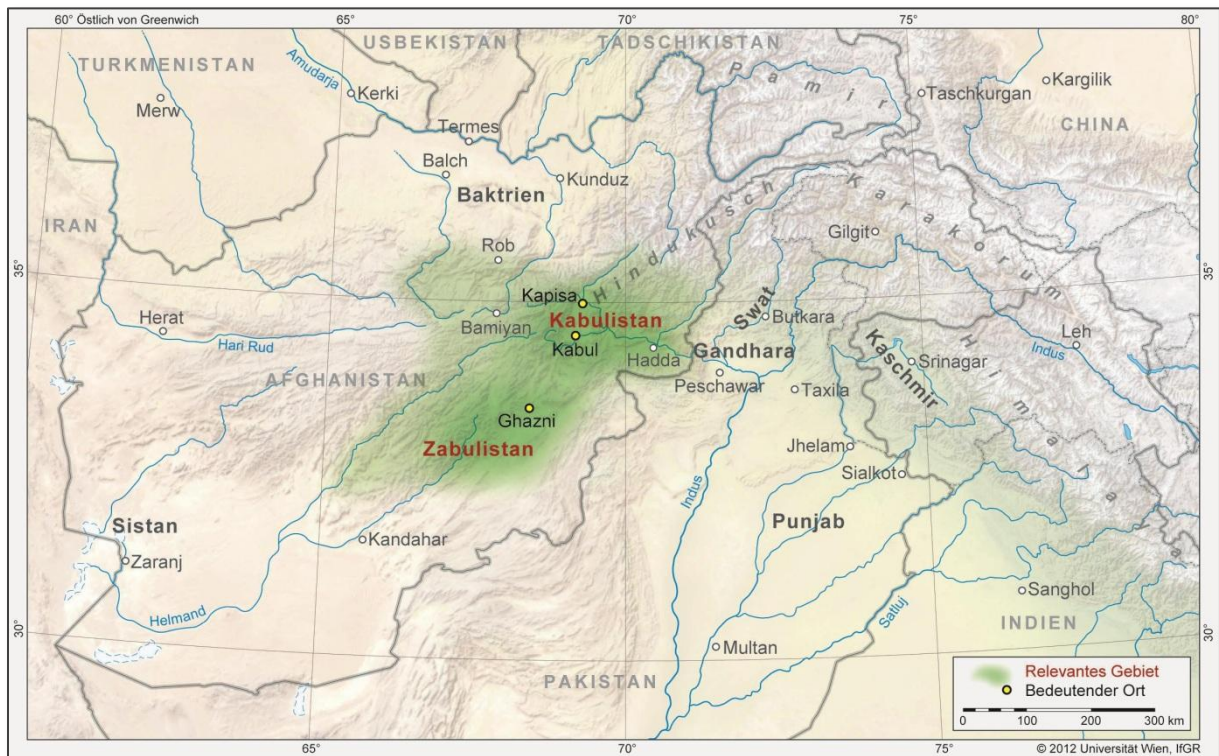 60° Östlich von Greenwich
65°
70°
75°
80°
USBEKISTAN
TADSCHIKISTAN
TURKMENISTAN
Amudarja
Kerki
Merw
Pamir
Taschkurgan
Kargilik
CHINA
Termes
Balch
Kunduz
Baktrien
IRAN
Hindukusch
Karakorum
Rob
Gilgit
35°
35°
Kapisa
Kabulistan
Swat
Butkara
Herat
Hari Rud
Bamiyan
Kabul
Hadda
Gandhara
Leh
Indus
Kaschmir
Srinagar
Himalaya
AFGHANISTAN
Peschawar
Taxila
Ghazni
Zabulistan
Jhelam
Sialkot
Indus
Sistan
Zaranj
Kandahar
Punjab
Helmand
Satluj
Sanghol
INDIEN
30°
30°
Multan
PAKISTAN
Relevantes Gebiet
Bedeutender Ort
0 100 200 300 km
65°
70°
75°
© 2012 Universität Wien, IfGR